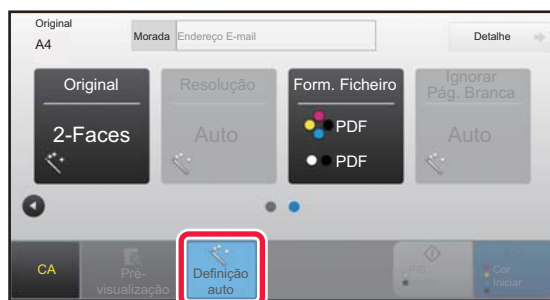 Original
A4
Morada
Endereço E-mail
Detalhe
Original
2-Faces
Resolução
Auto
Form. Ficheiro
PDF
PDF
Ignorar
Pág. Branca
Auto
CA
Pré-
visualização
Definição
auto
P/B
Iniciar
Cor
Iniciar